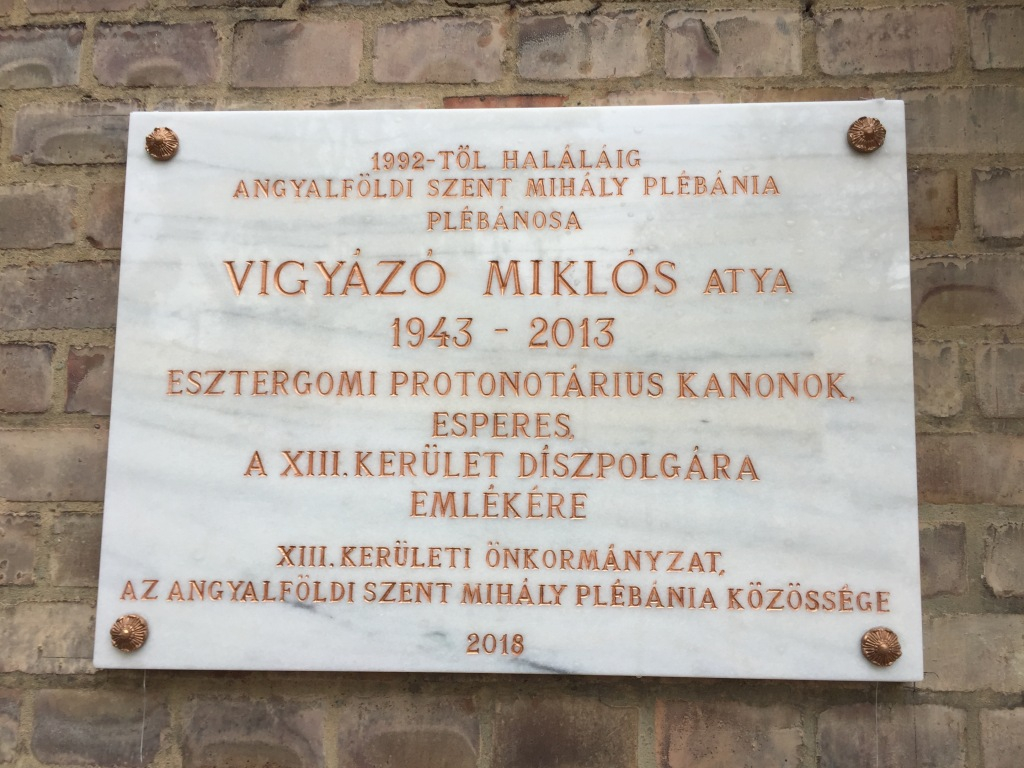 1992-TŐL HALÁLÁIG
ANGYALFÖLDI SZENT MIHÁLY PLÉBÁNIA
PLÉBÁNOSA
VIGYÁZÓ MIKLÓS ATYA
1943 - 2013
ESZTERGOMI PROTONOTÁRIUS KANONOK,
ESPERES,
A XIII. KERÜLET DÍSZPOLGÁRA
EMLÉKÉRE
XIII. KERÜLETI ÖNKORMÁNYZAT,
AZ ANGYALFÖLDI SZENT MIHÁLY PLÉBÁNIA KÖZÖSSÉGE
2018